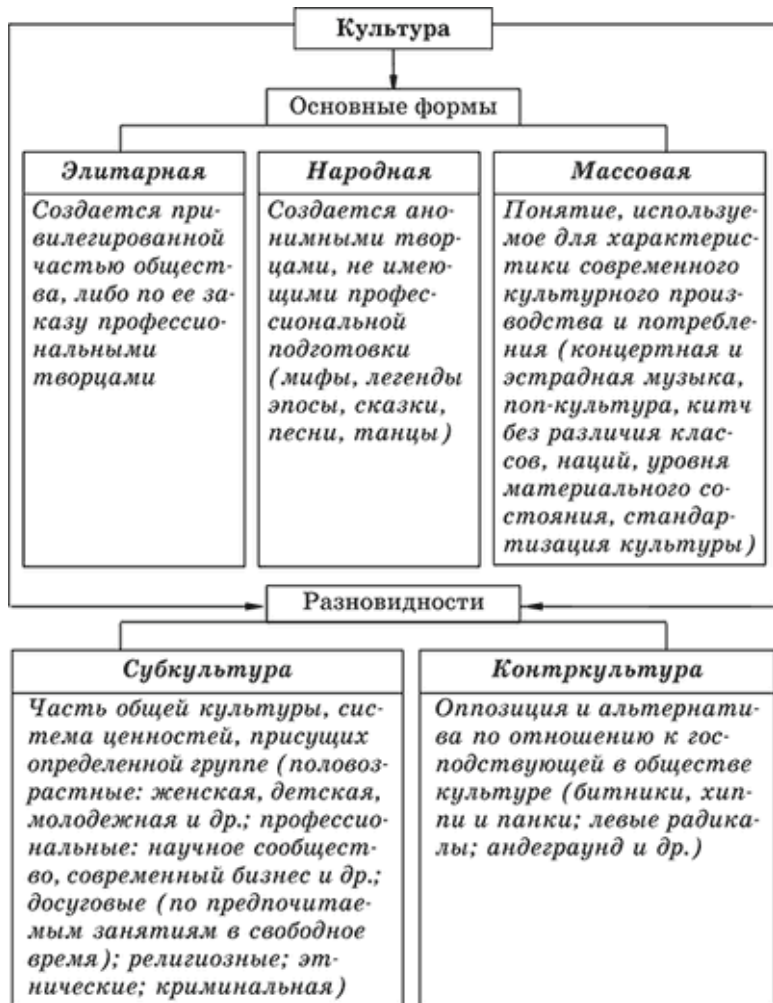 Культура
Основные формы
Элитарная
Создается при-
вилегированной
частью общест-
ва, либо по ее за-
казу профессио-
нальными
творцами
Народная
Создается ано-
нимными твор-
цами, не имею-
щими профес-
сиональной
подготовки
(мифы, легенды
эпосы, сказки,
песни, танцы)
Массовая
Понятие, используе-
мое для характерис-
тики современного
культурного произ-
водства и потребле-
ния (концертная и
эстрадная музыка,
поп-культура, китч
без различия клас-
сов, наций, уровня
материального со-
стояния, стандар-
тизация культуры)
Разновидности
Субкультура
Часть общей культуры, сис-
тема ценностей, присущих
определенной группе (половоз-
растные: женская, детская,
молодежная и др.; профессио-
нальные: научное сообщест-
во, современный бизнес и др.;
досуговые (по предпочитае-
мым занятиям в свободное
время); религиозные; эт-
нические; криминальная)
Контркультура
Оппозиция и альтернати-
ва по отношению к гос-
подствующей в обществе
культуре (битники, хип-
пи и панки; левые радика-
лы; андеграунд и др.)